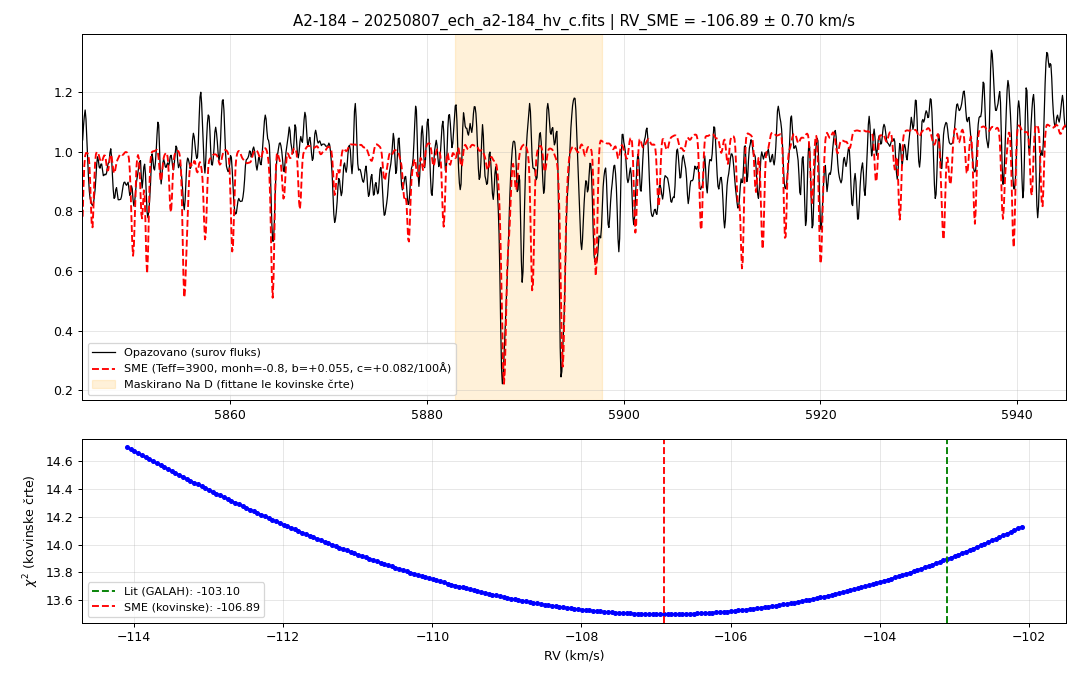 A2-184 – 20250807_ech_a2-184_hv_c.fits | RV_SME = -106.89 ± 0.70 km/s
1.2
1.0
0.8
0.6
0.4
0.2
Opazovano (surov fluks)
SME (Teff=3900, monh=-0.8, b=+0.055, c=+0.082/100Å)
Maskirano Na D (fittane le kovinske črte)
5860 5880 5900 5920 5940
14.6
14.4
14.2
14.0
13.8
13.6
χ² (kovinske črte)
Lit (GALAH): -103.10
SME (kovinske): -106.89
−114 −112 −110 −108 −106 −104 −102
RV (km/s)